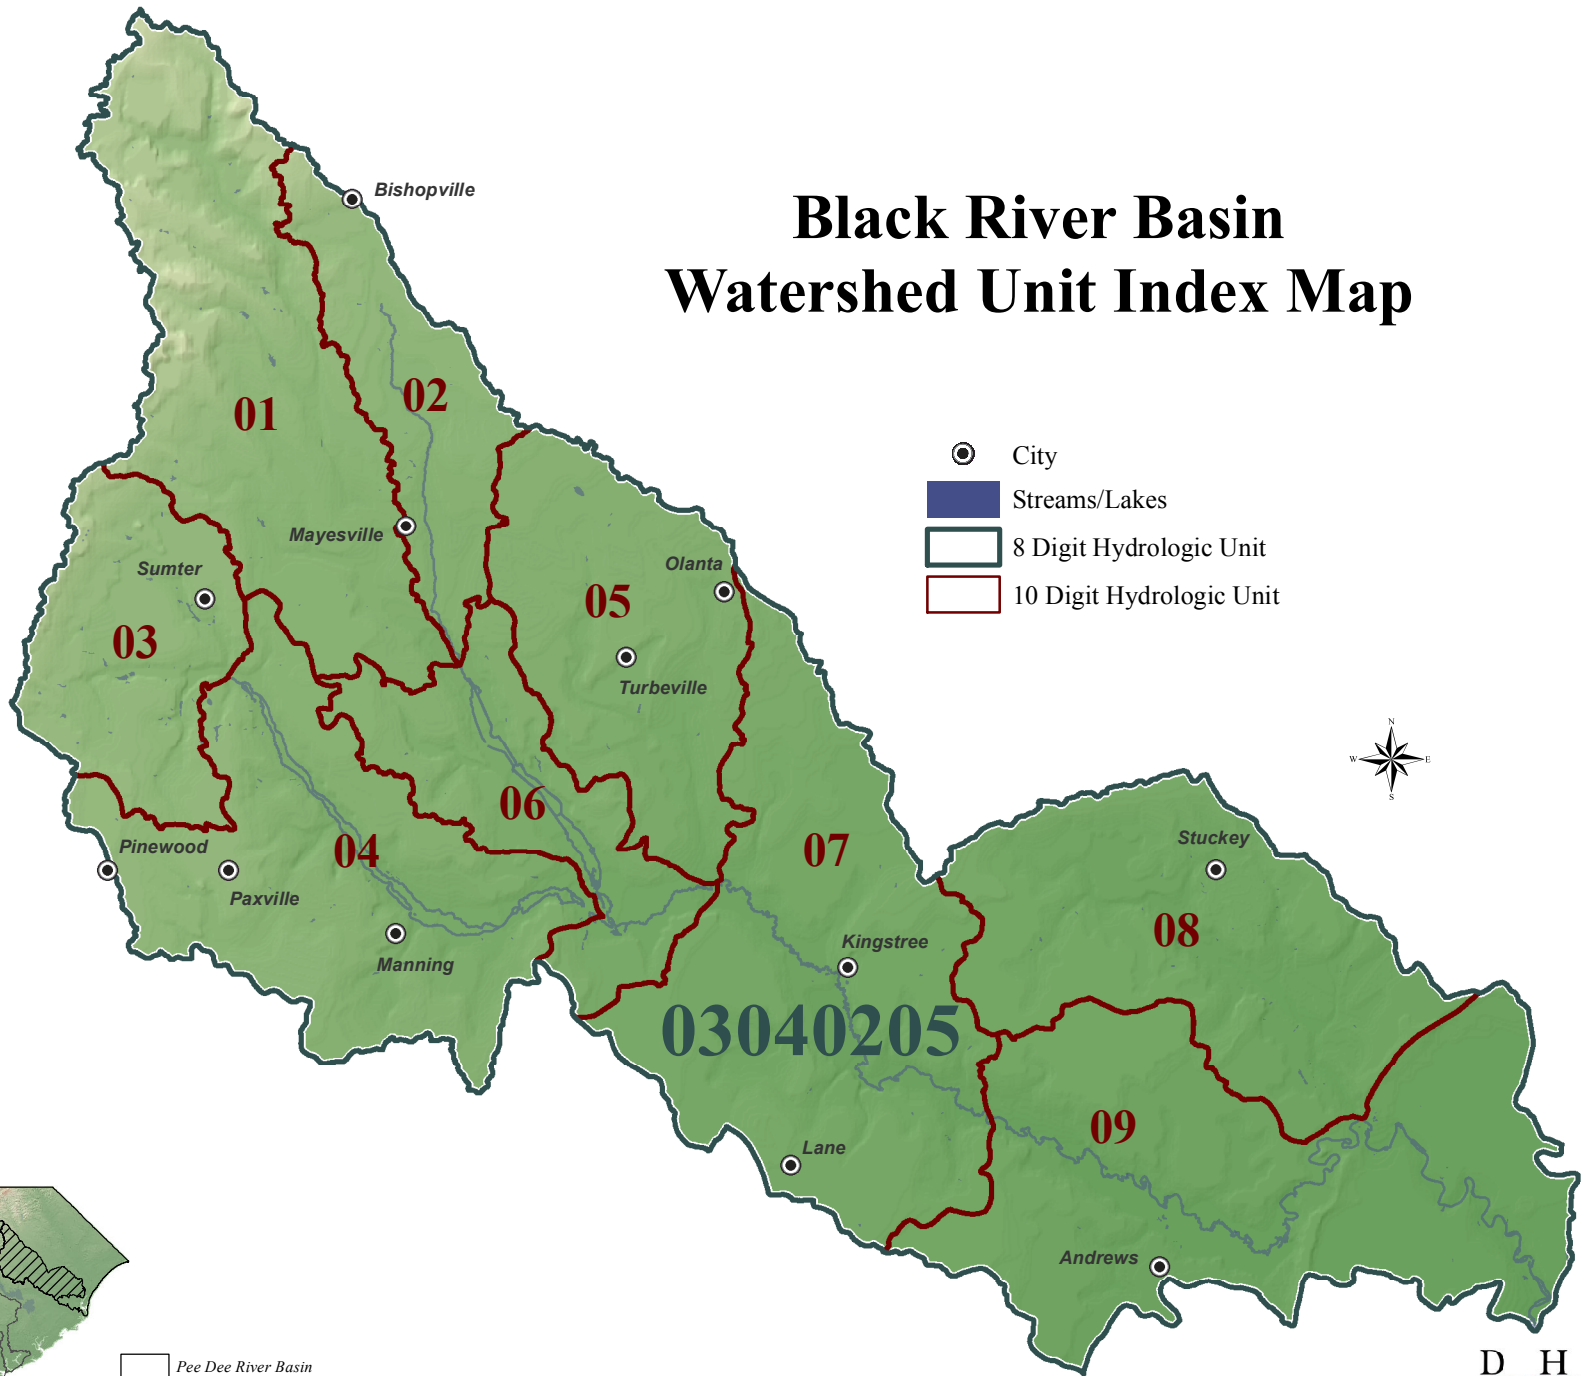 Black River Basin
Watershed Unit Index Map
Bishopville
01
02
City
Streams/Lakes
8 Digit Hydrologic Unit
10 Digit Hydrologic Unit
Mayesville
Sumter
Olanta
03
05
Turbeville
N
W E
S
06
04
07
Pinewood
Paxville
Stuckey
08
Manning
Kingstree
03040205
09
Lane
Andrews
Pee Dee River Basin
D H